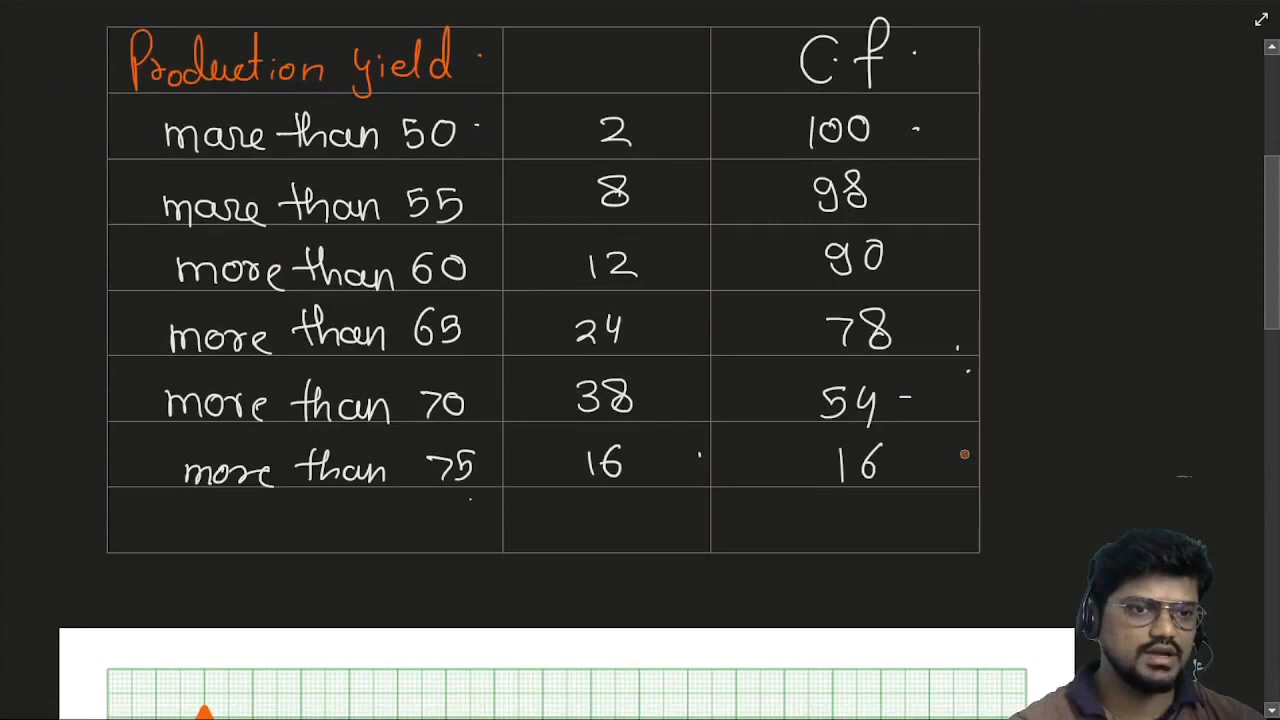 Production yield C.f
mare than 50 2 100
mare than 55 8 98
more than 60 12 90
more than 65 24 78
more than 70 38 54
more than 75 16 16